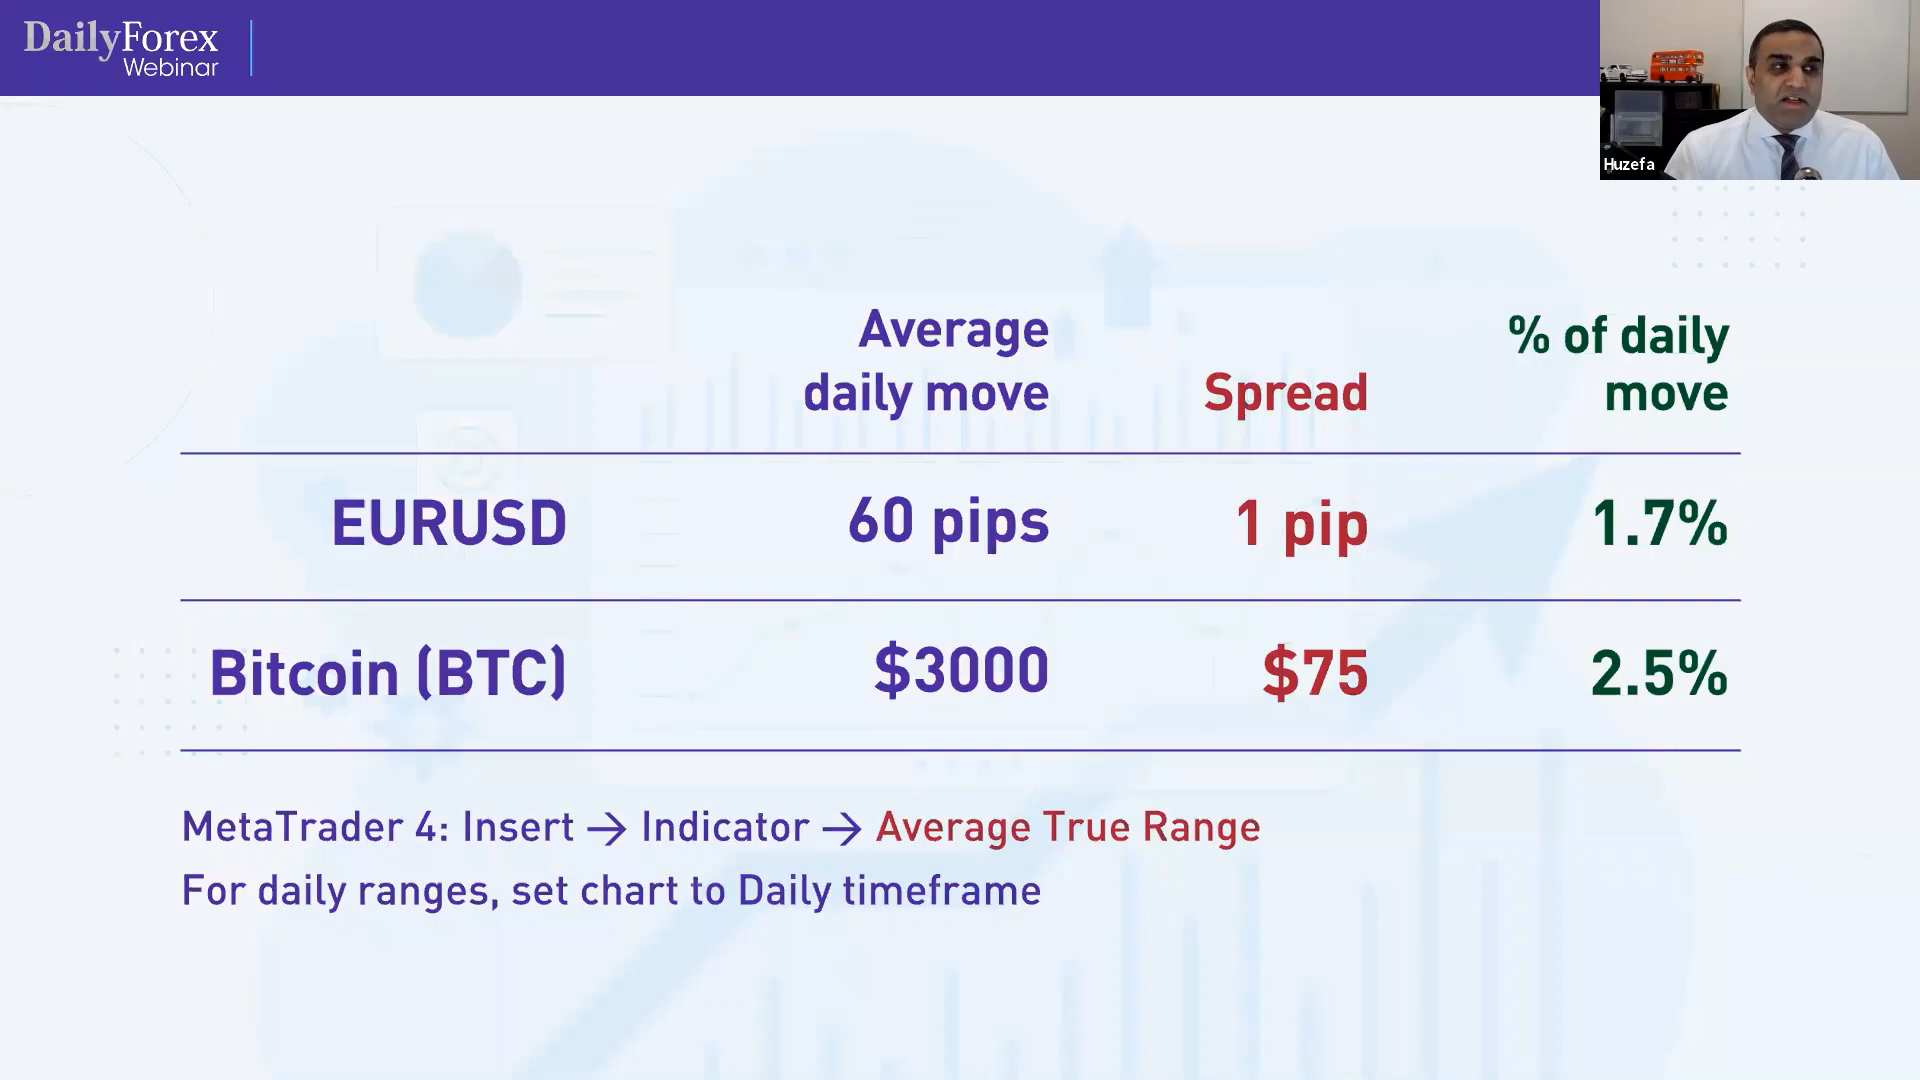 DailyForex
Webinar
Huzefa
Average
daily move
Spread
% of daily
move
EURUSD 60 pips 1 pip 1.7%
Bitcoin (BTC) $3000 $75 2.5%
MetaTrader 4: Insert → Indicator → Average True Range
For daily ranges, set chart to Daily timeframe